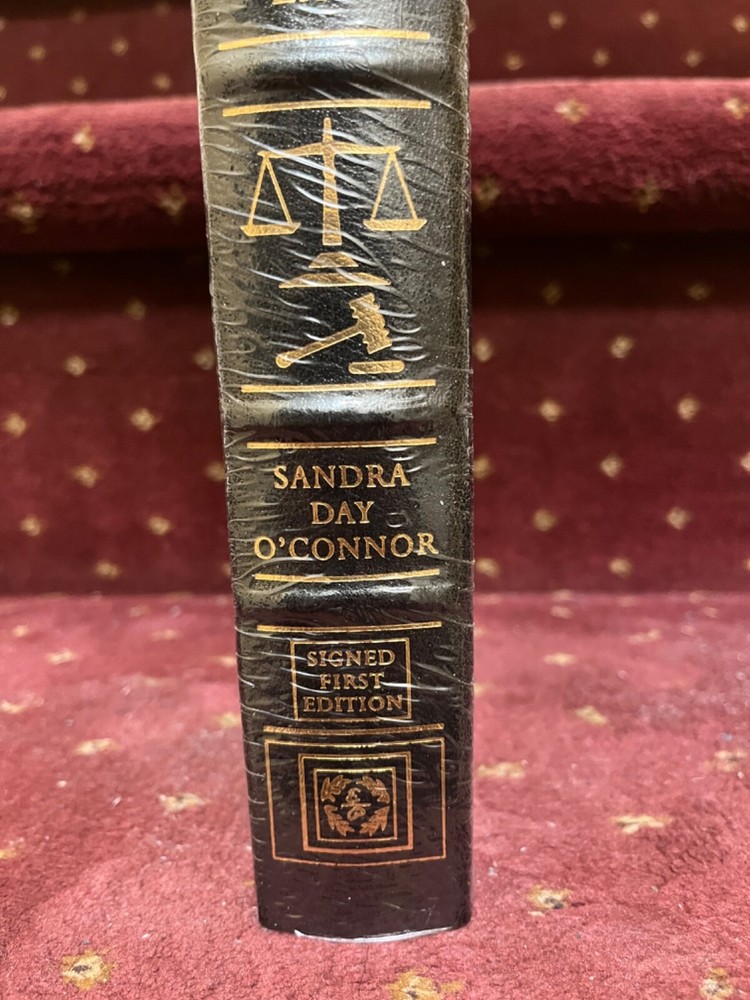 SANDRA
DAY
O'CONNOR
SIGNED
FIRST
EDITION